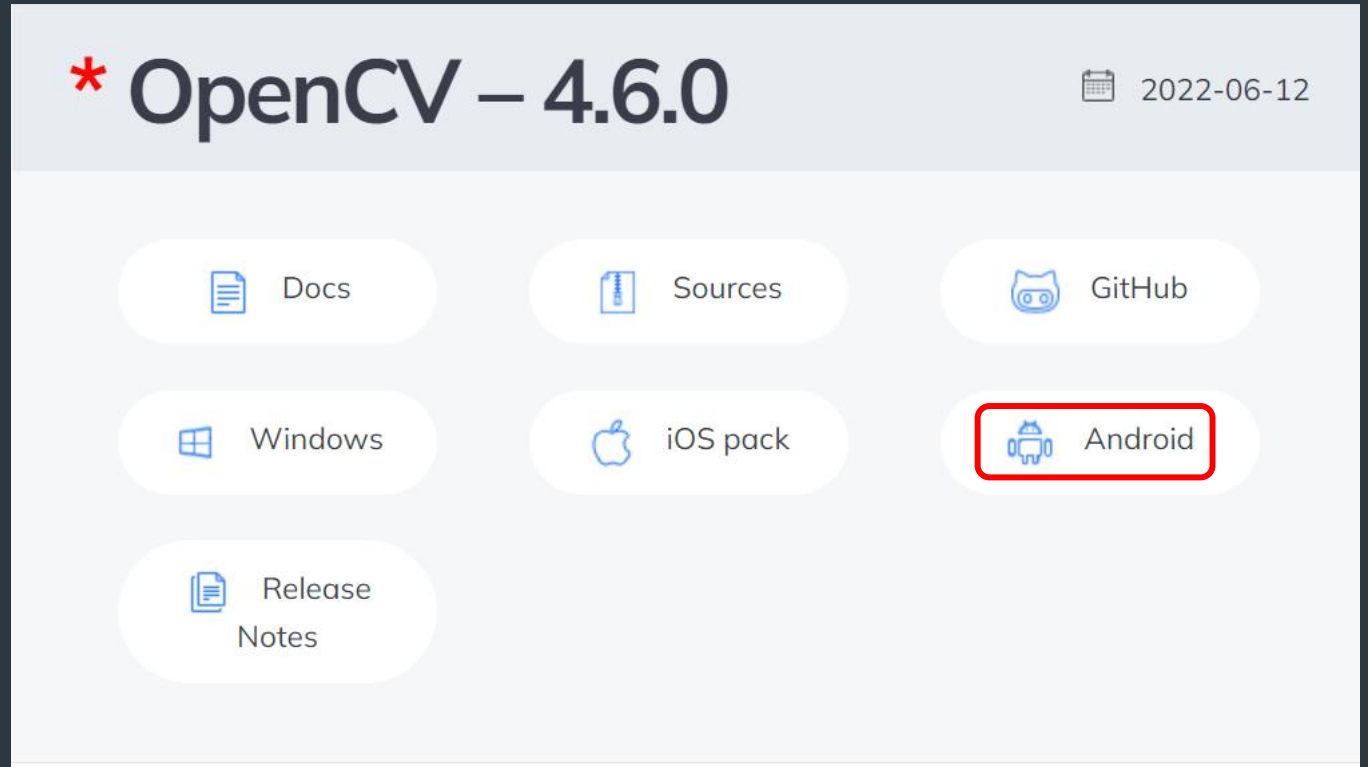 * OpenCV – 4.6.0
2022-06-12
Docs
Sources
GitHub
Windows
iOS pack
Android
Release
Notes